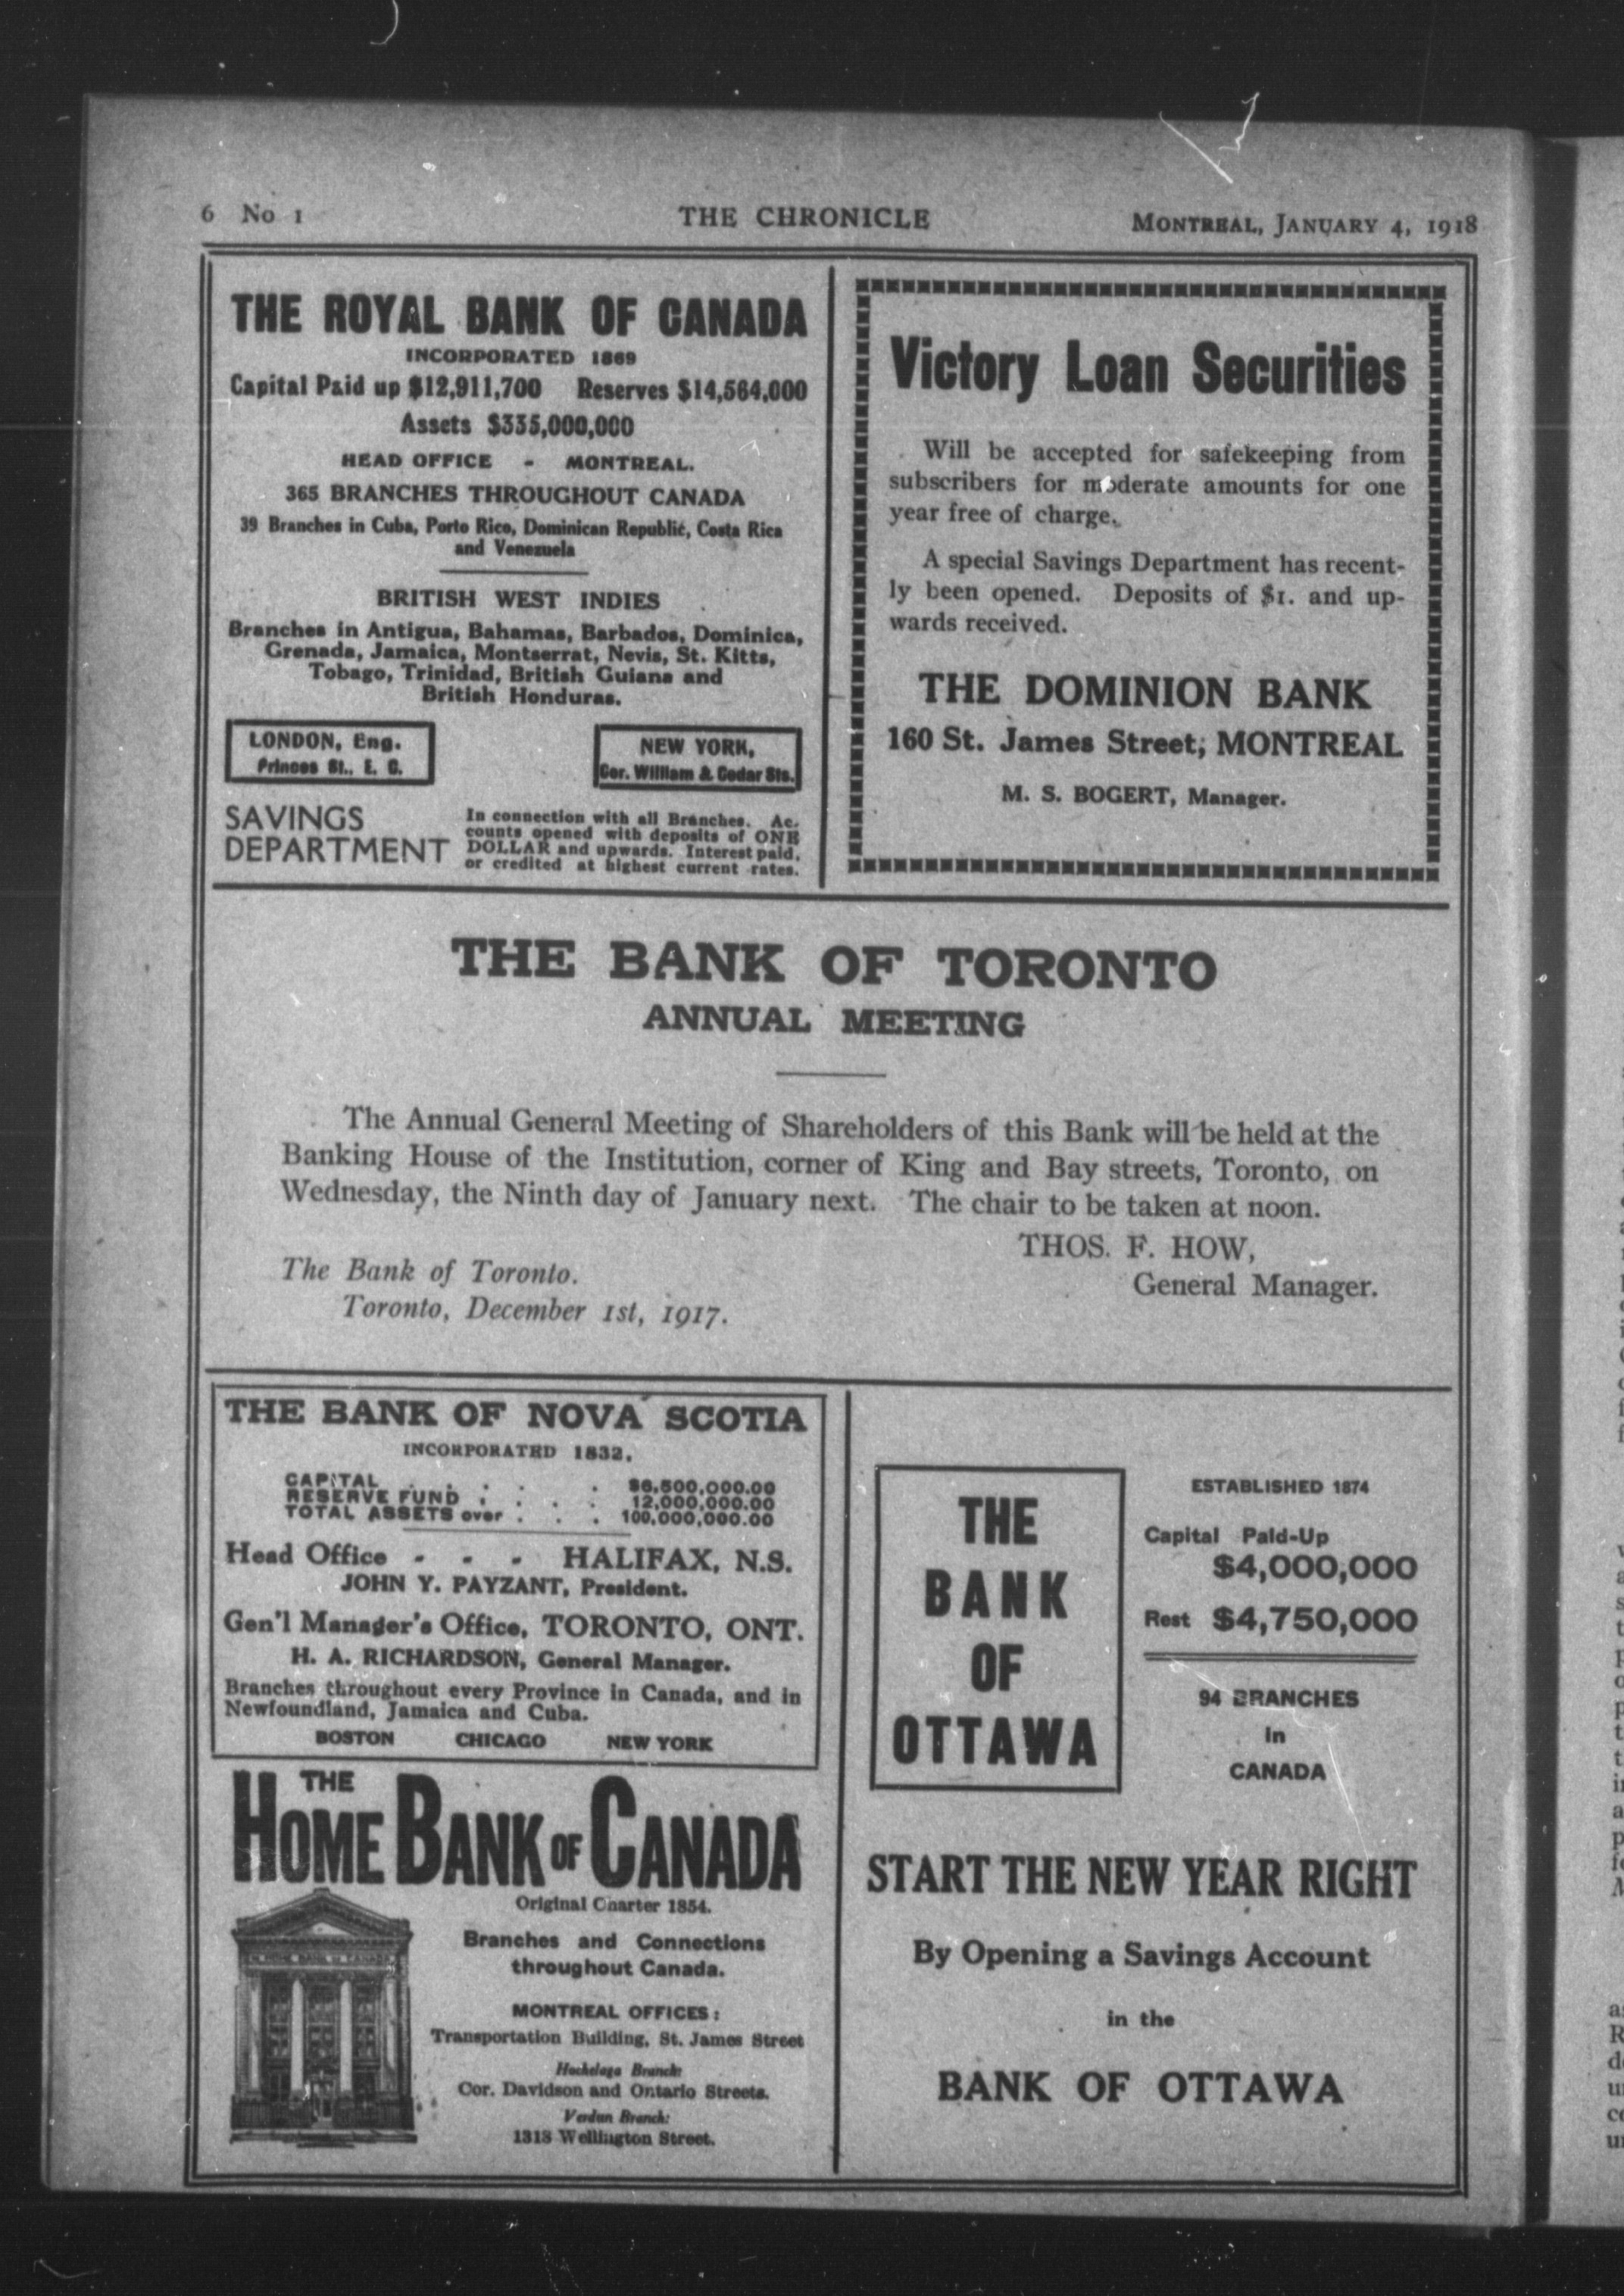 6 No 1
THE CHRONICLE
MONTREAL, JANUARY 4, 1918
THE ROYAL BANK OF CANADA
INCORPORATED 1869
Capital Paid up $12,911,700 Reserves $14,564,000
Assets $335,000,000
HEAD OFFICE - MONTREAL.
365 BRANCHES THROUGHOUT CANADA
39 Branches in Cuba, Porto Rico, Dominican Republic, Costa Rica
and Venezuela
BRITISH WEST INDIES
Branches in Antigua, Bahamas, Barbados, Dominica,
Grenada, Jamaica, Montserrat, Nevis, St. Kitts,
Tobago, Trinidad, British Guiana and
British Honduras.
LONDON, Eng.
Princes St., E. C.
NEW YORK,
Cor. William & Cedar Sts.
SAVINGS
DEPARTMENT
In connection with all Branches. Ac-
counts opened with deposits of ONE
DOLLAR and upwards. Interest paid,
or credited at highest current rates.
Victory Loan Securities
Will be accepted for safekeeping from
subscribers for moderate amounts for one
year free of charge.
A special Savings Department has recent-
ly been opened. Deposits of $1. and up-
wards received.
THE DOMINION BANK
160 St. James Street, MONTREAL
M. S. BOGERT, Manager.
THE BANK OF TORONTO
ANNUAL MEETING
The Annual General Meeting of Shareholders of this Bank will be held at the
Banking House of the Institution, corner of King and Bay streets, Toronto, on
Wednesday, the Ninth day of January next. The chair to be taken at noon.
THOS. F. HOW,
General Manager.
The Bank of Toronto.
Toronto, December 1st, 1917.
THE BANK OF NOVA SCOTIA
INCORPORATED 1832.
CAPITAL . . . . $6,500,000.00
RESERVE FUND . . . . 12,000,000.00
TOTAL ASSETS over . . . 100,000,000.00
Head Office - - - HALIFAX, N.S.
JOHN Y. PAYZANT, President.
Gen'l Manager's Office, TORONTO, ONT.
H. A. RICHARDSON, General Manager.
Branches throughout every Province in Canada, and in
Newfoundland, Jamaica and Cuba.
BOSTON CHICAGO NEW YORK
THE
HOME BANK OF CANADA
Original Charter 1854.
Branches and Connections
throughout Canada.
MONTREAL OFFICES:
Transportation Building, St. James Street
Hochelaga Branch:
Cor. Davidson and Ontario Streets.
Verdun Branch:
1318 Wellington Street.
THE
BANK
OF
OTTAWA
ESTABLISHED 1874
Capital Paid-Up
$4,000,000
Rest $4,750,000
94 BRANCHES
in
CANADA
START THE NEW YEAR RIGHT
By Opening a Savings Account
in the
BANK OF OTTAWA